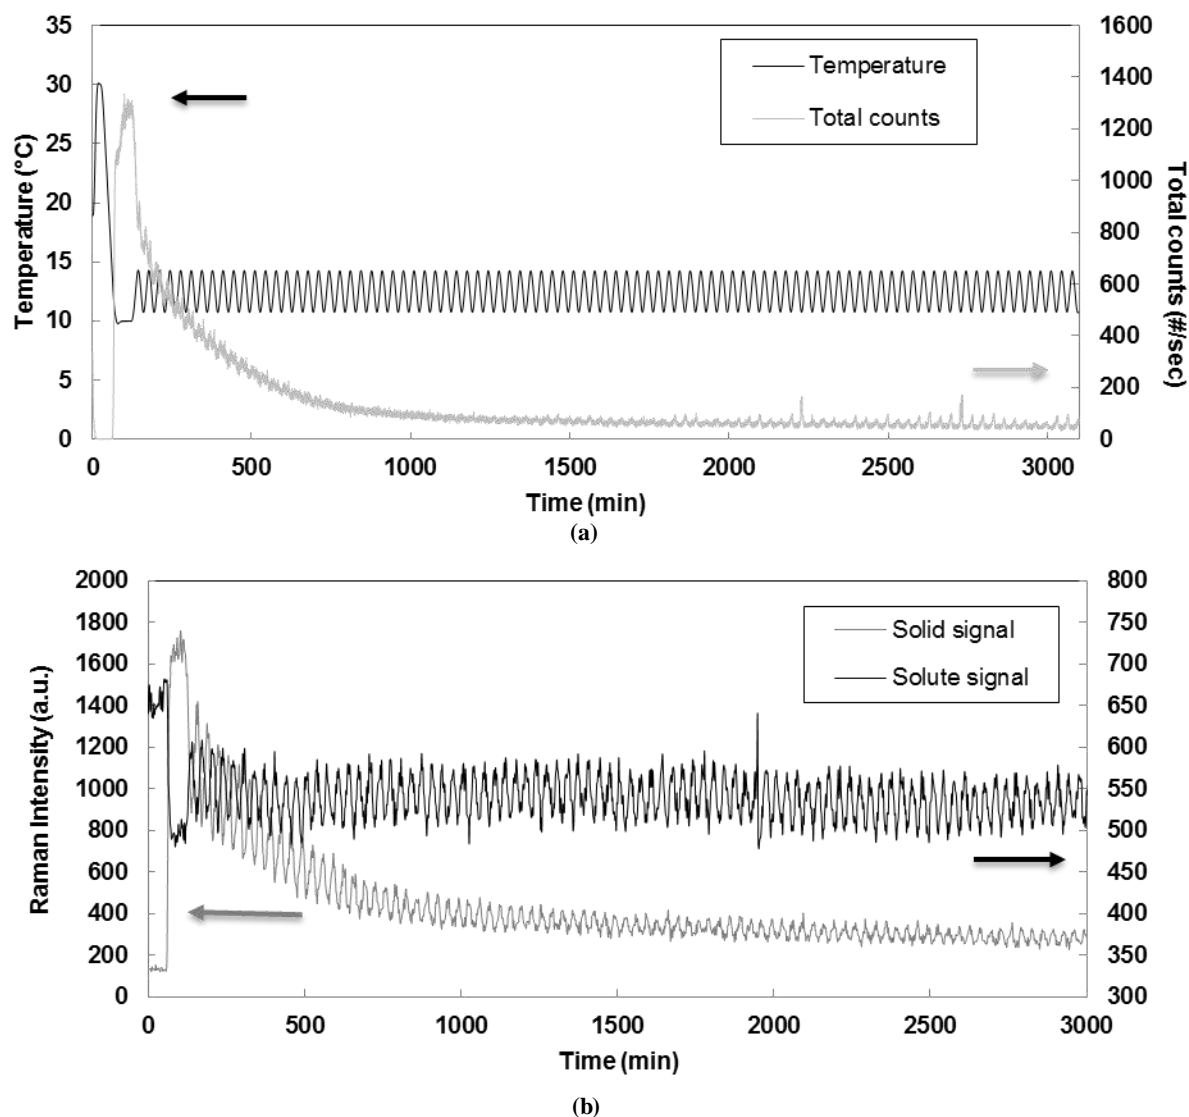 35 1600
30 1400
25 1200
20 1000
15 800
10 600
5 400
0 200
0
Temperature (°C)
Total counts (#/sec)
Temperature
Total counts
0 500 1000 1500 2000 2500 3000
Time (min)
(a)
2000 800
1800 750
1600 700
1400 650
1200 600
1000 550
800 500
600 450
400 400
200 350
0 300
Raman Intensity (a.u.)
Solid signal
Solute signal
0 500 1000 1500 2000 2500 3000
Time (min)
(b)